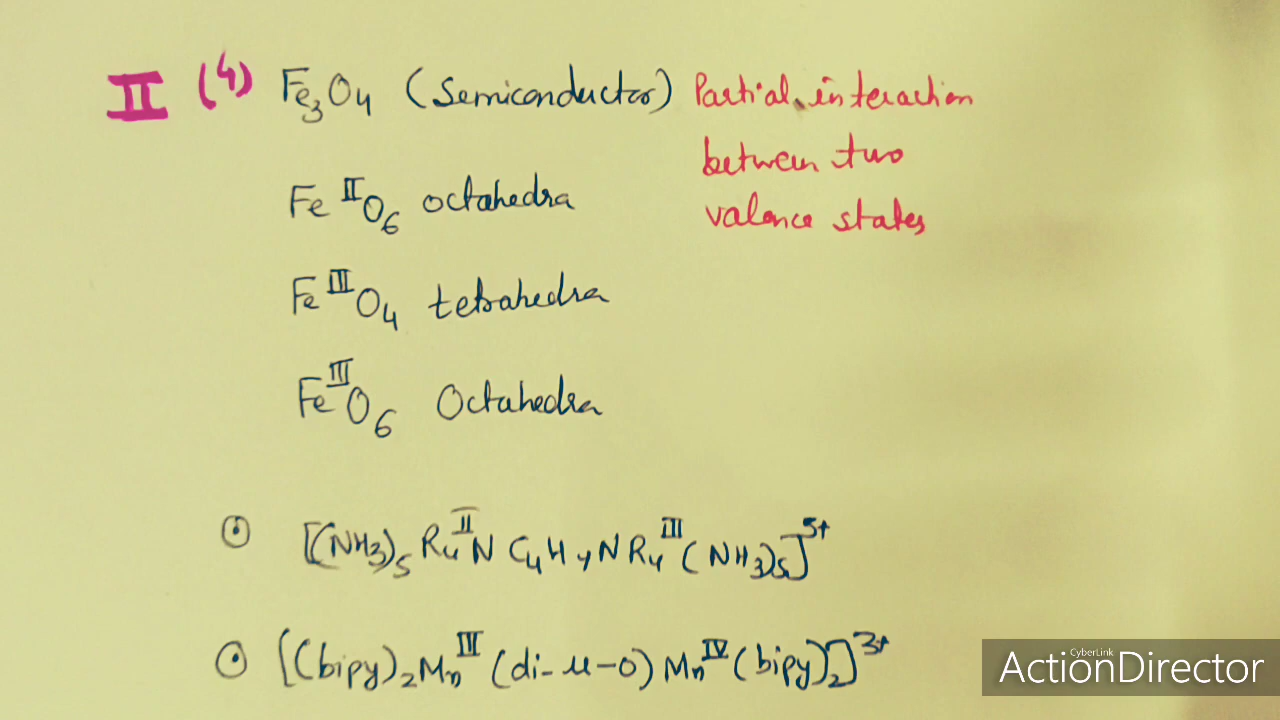 II (4) Fe3O4 (Semiconductor) Partial interaction
between two
Fe II O6 octahedra valence states
Fe III O4 tetrahedra
Fe III O6 Octahedra
⊙ [(NH3)5 Ru II N C4H4N Ru III (NH3)5]5+
⊙ [(bipy)2 Mn III (di-u-o) Mn IV (bipy)2]3+
CyberLink
ActionDirector